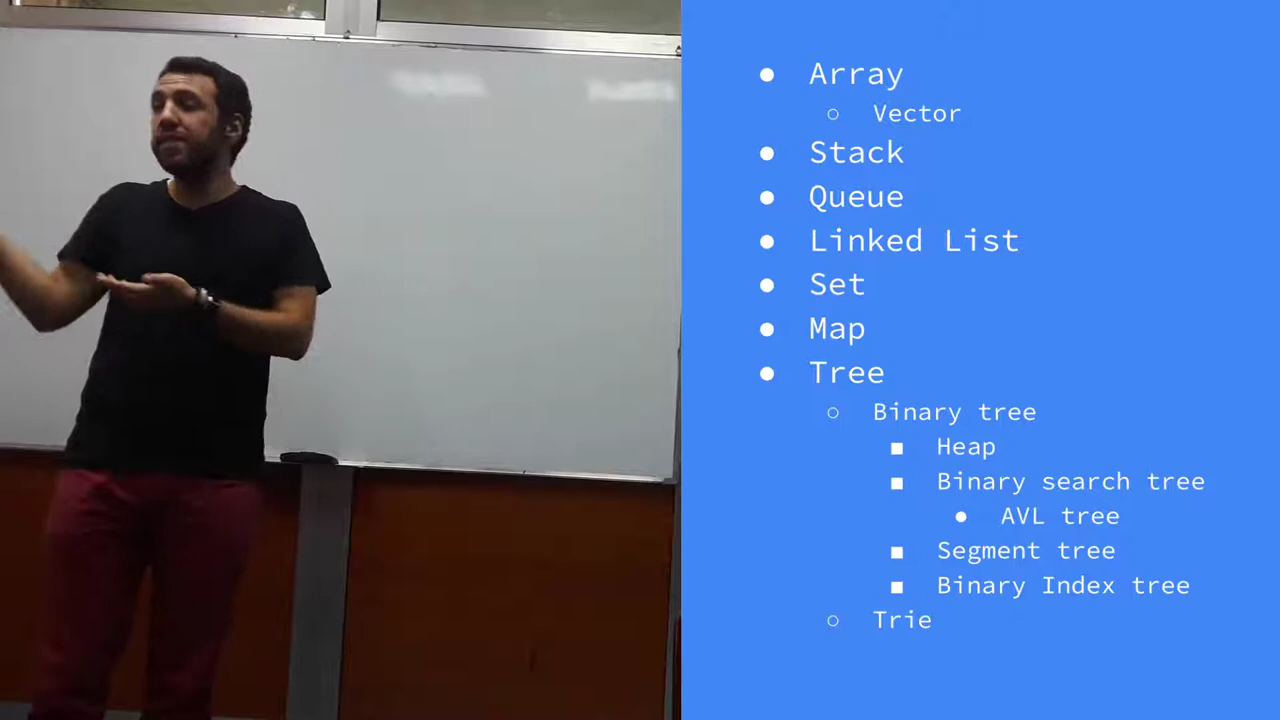 ● Array
○ Vector
● Stack
● Queue
● Linked List
● Set
● Map
● Tree
○ Binary tree
■ Heap
■ Binary search tree
● AVL tree
■ Segment tree
■ Binary Index tree
○ Trie